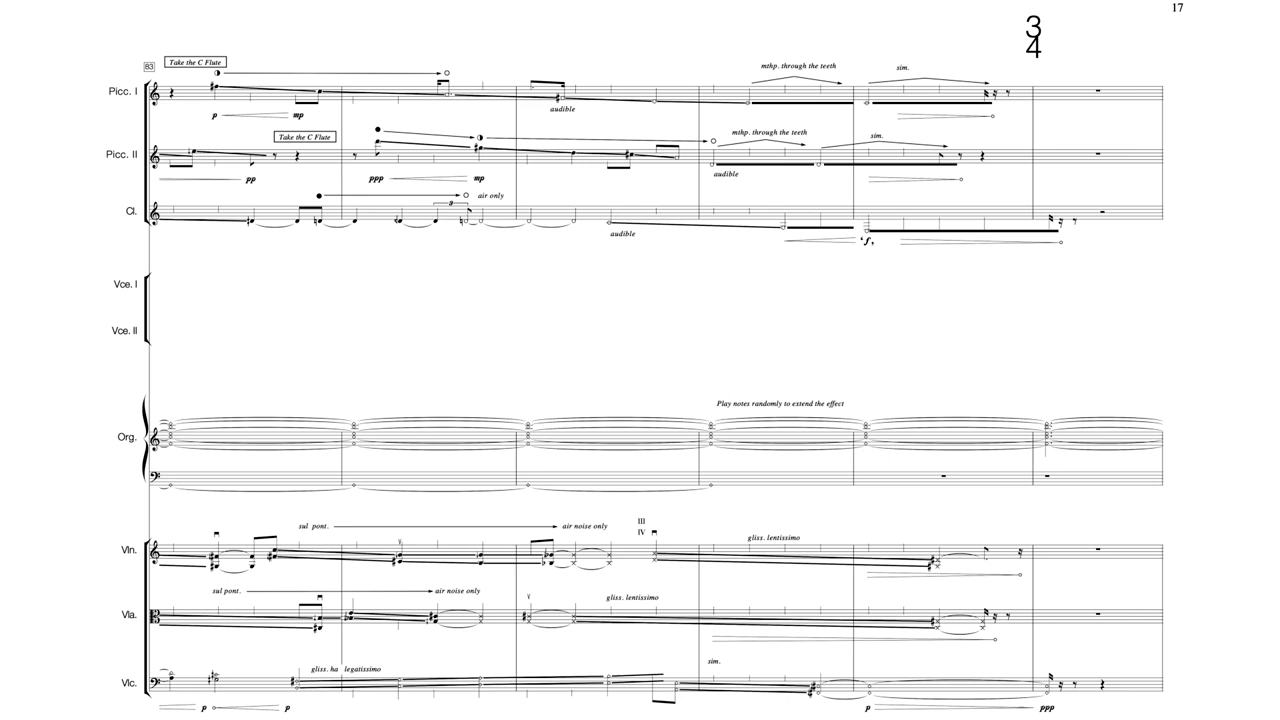 17
3
4
83
Take the C Flute
mthp. through the teeth
sim.
Picc. I
p
mp
audible
Take the C Flute
mthp. through the teeth
sim.
Picc. II
pp
ppp
mp
audible
air only
3
Cl.
audible
‘f,
Vce. I
Vce. II
Play notes randomly to extend the effect
Org.
sul pont.
air noise only
III
IV
gliss. lentissimo
Vln.
sul pont.
air noise only
gliss. lentissimo
Vla.
gliss. ha legatissimo
sim.
Vlc.
p
p
p
ppp